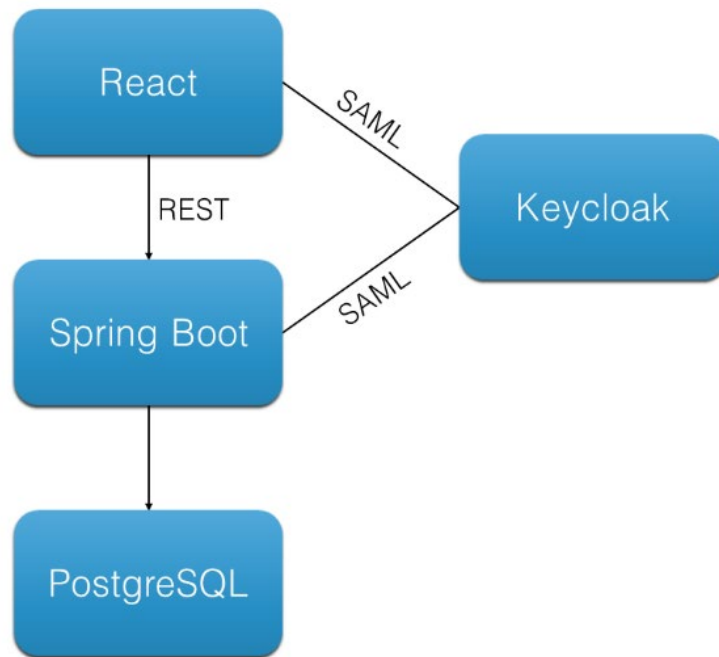 React
SAML
REST
Keycloak
Spring Boot
SAML
PostgreSQL